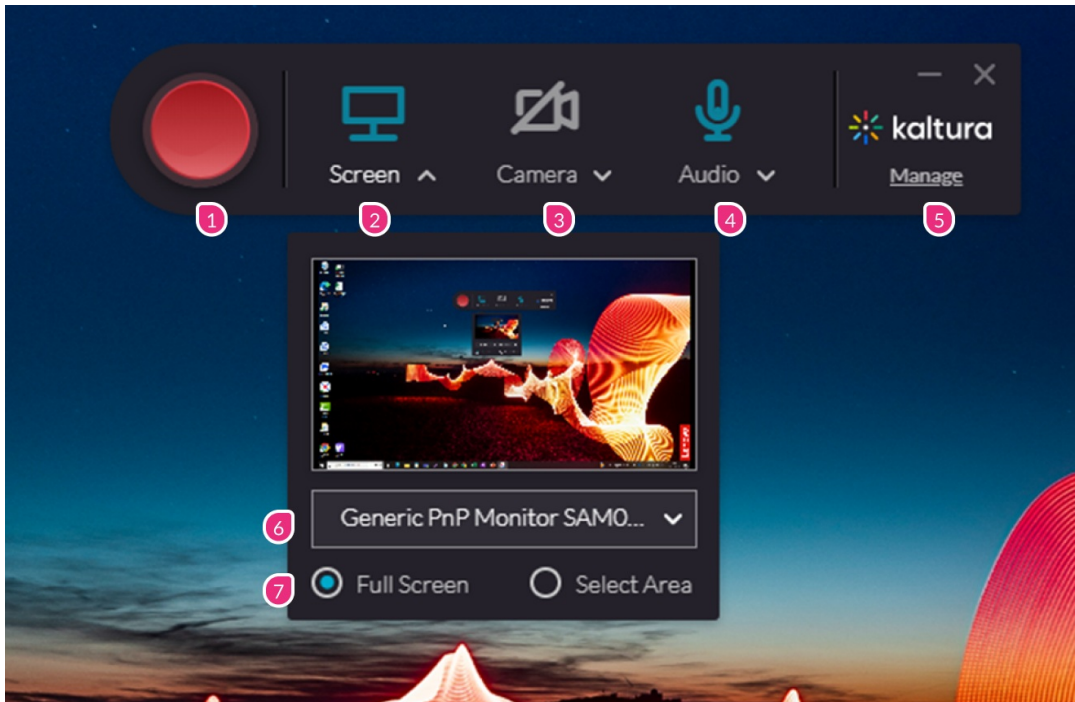 kaltura
Screen
Camera
Audio
Manage
1
2
3
4
5
6
Generic PnP Monitor SAM0...
7
Full Screen
Select Area
Lenovo